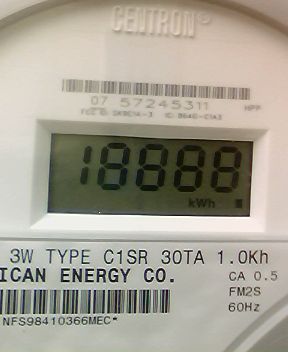 CENTRON®
07 57245311
HPP
18888
kWh
3W TYPE C1SR 30TA 1.0Kh
ICAN ENERGY CO.
CA 0.5
FM2S
60Hz
NFS98410366MEC*